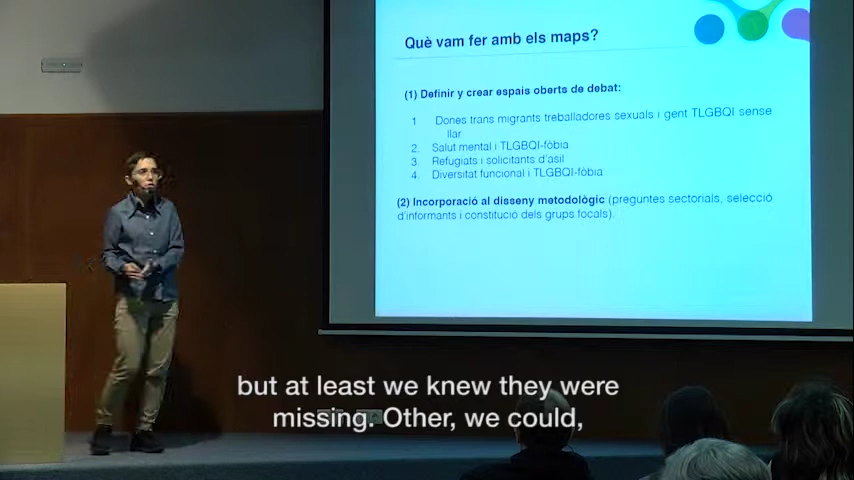 Què vam fer amb els maps?
(1) Definir y crear espais oberts de debat:
1 Dones trans migrants treballadores sexuals i gent TLGBQI sense
llar
2. Salut mental i TLGBQI-fòbia
3 Refugiats i solicitants d'asil
4. Diversitat funcional i TLGBQI-fòbia
(2) Incorporació al disseny metodològic (preguntes sectorials, selecció
d'informants i constitució dels grups focals).
but at least we knew they were
missing. Other, we could,